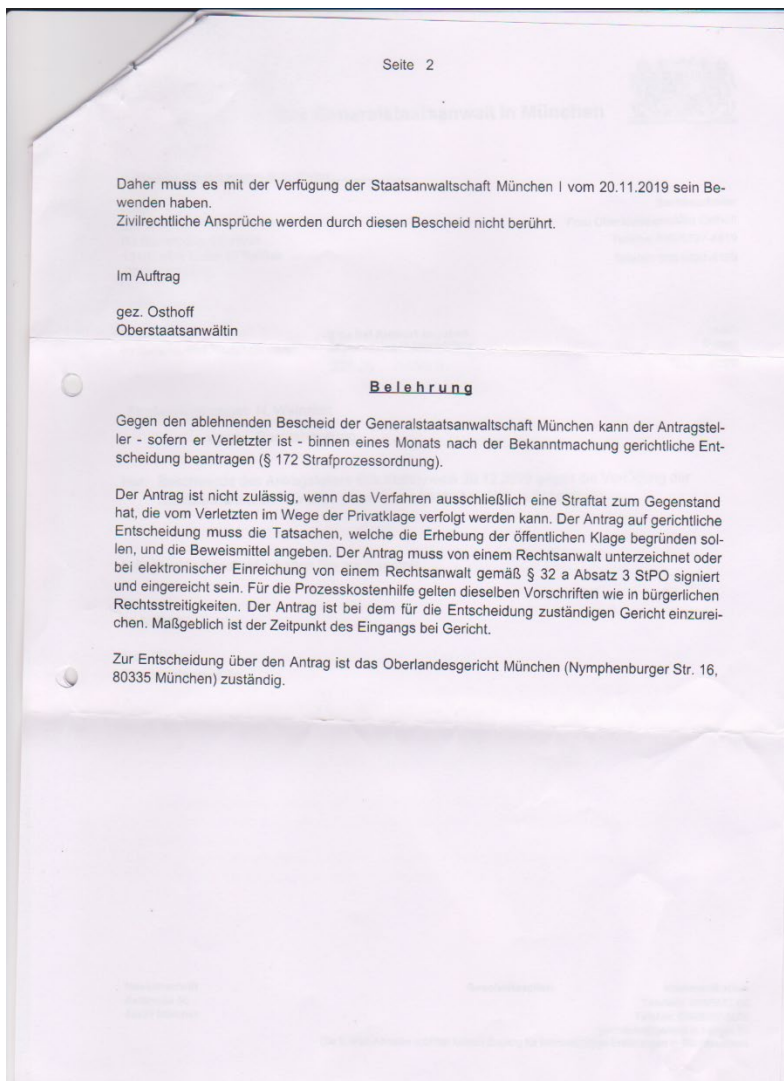 Seite 2
Generalstaatsanwalt in München
Daher muss es mit der Verfügung der Staatsanwaltschaft München I vom 20.11.2019 sein Be-
wenden haben.
Zivilrechtliche Ansprüche werden durch diesen Bescheid nicht berührt.
Im Auftrag
gez. Osthoff
Oberstaatsanwältin
Belehrung
Gegen den ablehnenden Bescheid der Generalstaatsanwaltschaft München kann der Antragstel-
ler - sofern er Verletzter ist - binnen eines Monats nach der Bekanntmachung gerichtliche Ent-
scheidung beantragen (§ 172 Strafprozessordnung).
Der Antrag ist nicht zulässig, wenn das Verfahren ausschließlich eine Straftat zum Gegenstand
hat, die vom Verletzten im Wege der Privatklage verfolgt werden kann. Der Antrag auf gerichtliche
Entscheidung muss die Tatsachen, welche die Erhebung der öffentlichen Klage begründen sol-
len, und die Beweismittel angeben. Der Antrag muss von einem Rechtsanwalt unterzeichnet oder
bei elektronischer Einreichung von einem Rechtsanwalt gemäß § 32 a Absatz 3 StPO signiert
und eingereicht sein. Für die Prozesskostenhilfe gelten dieselben Vorschriften wie in bürgerlichen
Rechtsstreitigkeiten. Der Antrag ist bei dem für die Entscheidung zuständigen Gericht einzurei-
chen. Maßgeblich ist der Zeitpunkt des Eingangs bei Gericht.
Zur Entscheidung über den Antrag ist das Oberlandesgericht München (Nymphenburger Str. 16,
80335 München) zuständig.